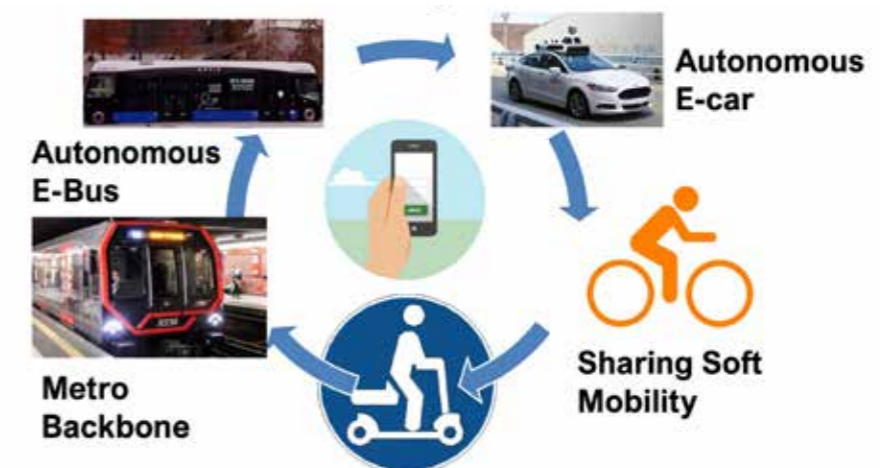 Autonomous
E-car
Autonomous
E-Bus
Sharing Soft
Mobility
Metro
Backbone